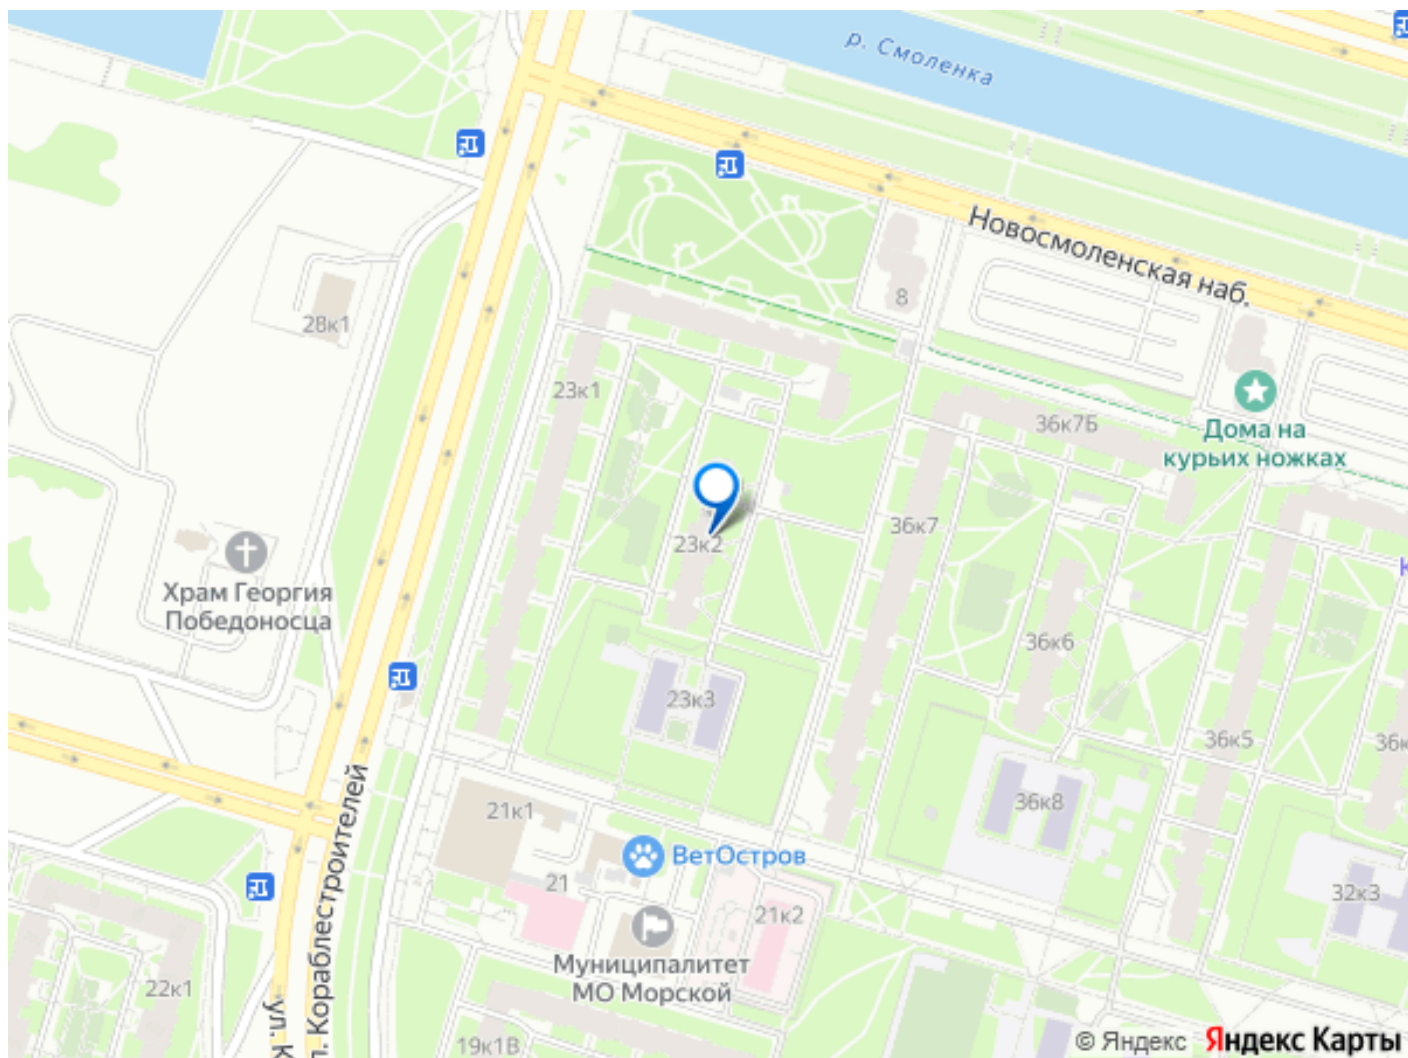 р. Смоленка
Новосмоленская наб.
28к1
8
23к1
36к7Б
Дома на
курьих ножках
36к7
23к2
Храм Георгия
Победоносца
36к6
23к3
36к5
21к1
36к8
ВетОстров
21
32к3
21к2
Муниципалитет
МО Морской
22к1
ул. Кораблестроителей
19к1В
© Яндекс Яндекс Карты